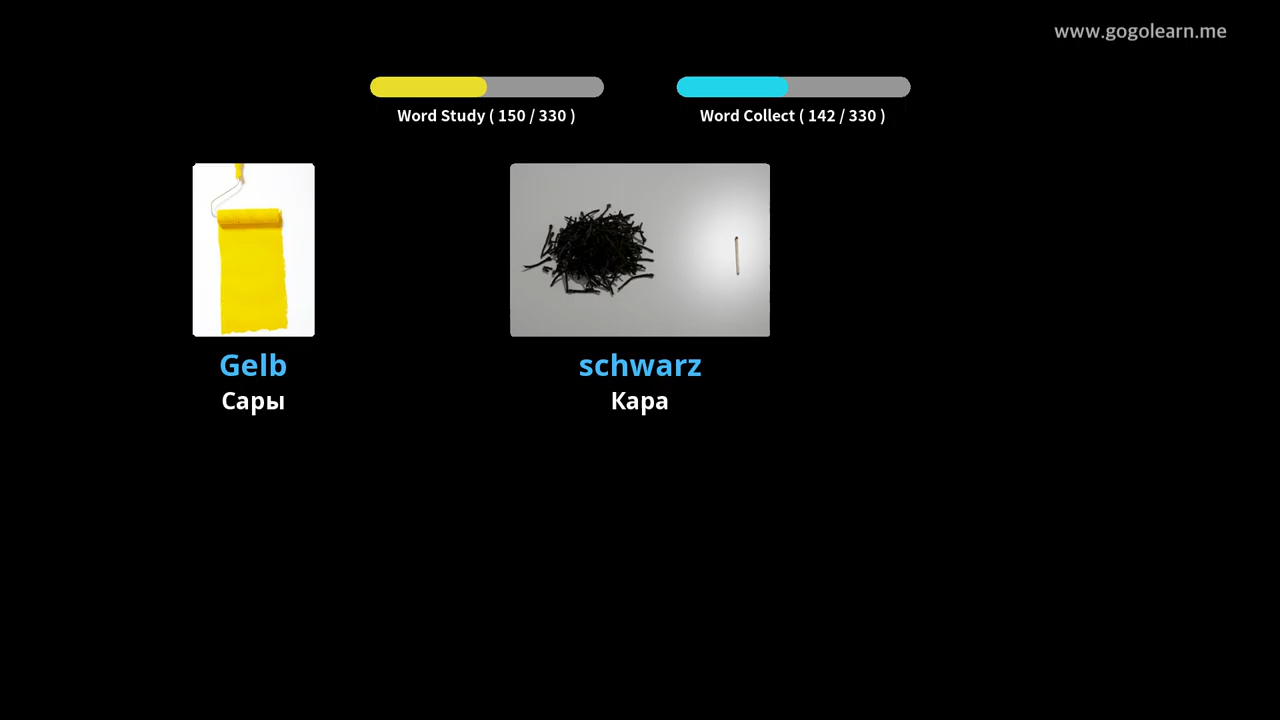 www.gogolearn.me
Word Study ( 150 / 330 )
Word Collect ( 142 / 330 )
Gelb
Сары
schwarz
Кара